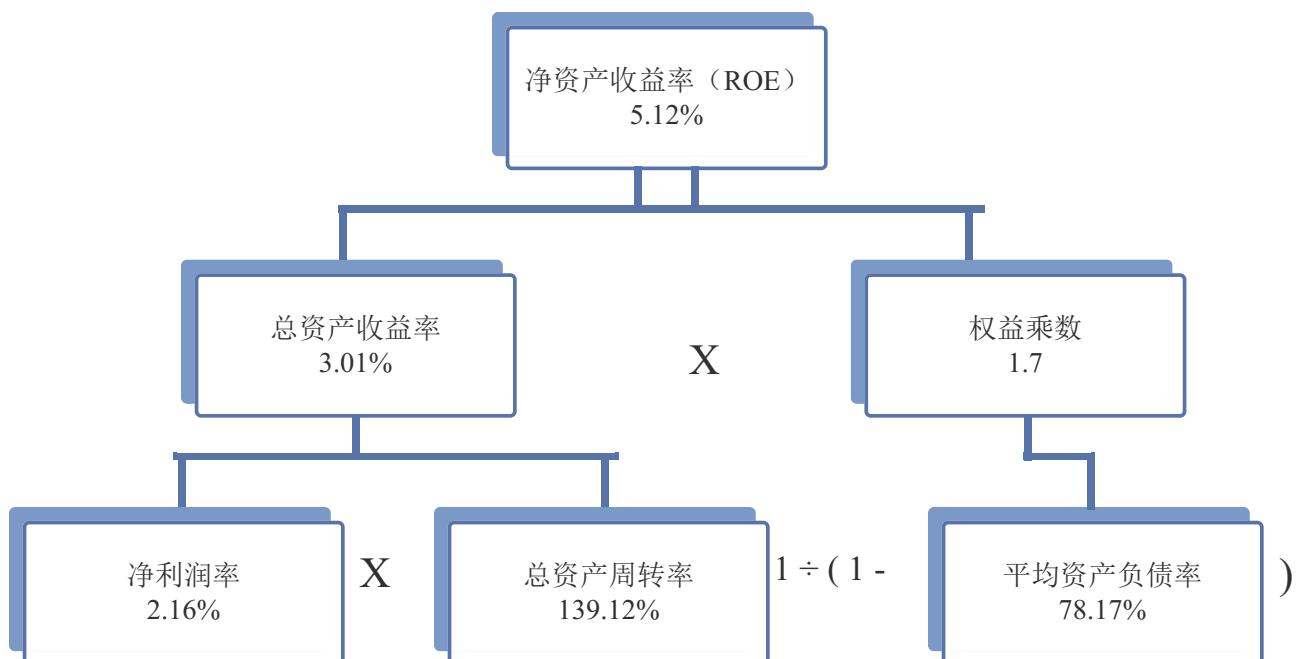 净资产收益率（ROE）
5.12%
总资产收益率
3.01%
X
权益乘数
1.7
净利润率
2.16%
X
总资产周转率
139.12%
1 ÷ ( 1 -
平均资产负债率
78.17%
)